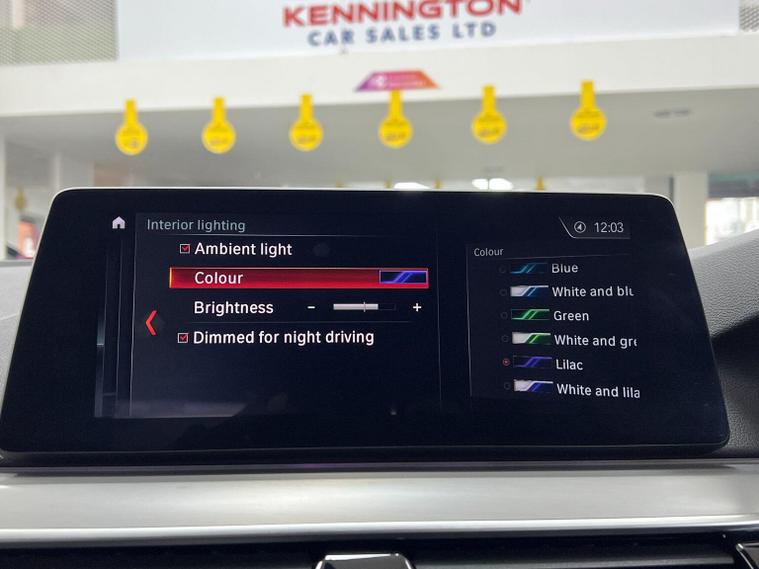 KENNINGTON
CAR SALES LTD
Interior lighting
12:03
Ambient light
Colour
Brightness - +
Dimmed for night driving
Colour
Blue
White and blu
Green
White and gre
Lilac
White and lila